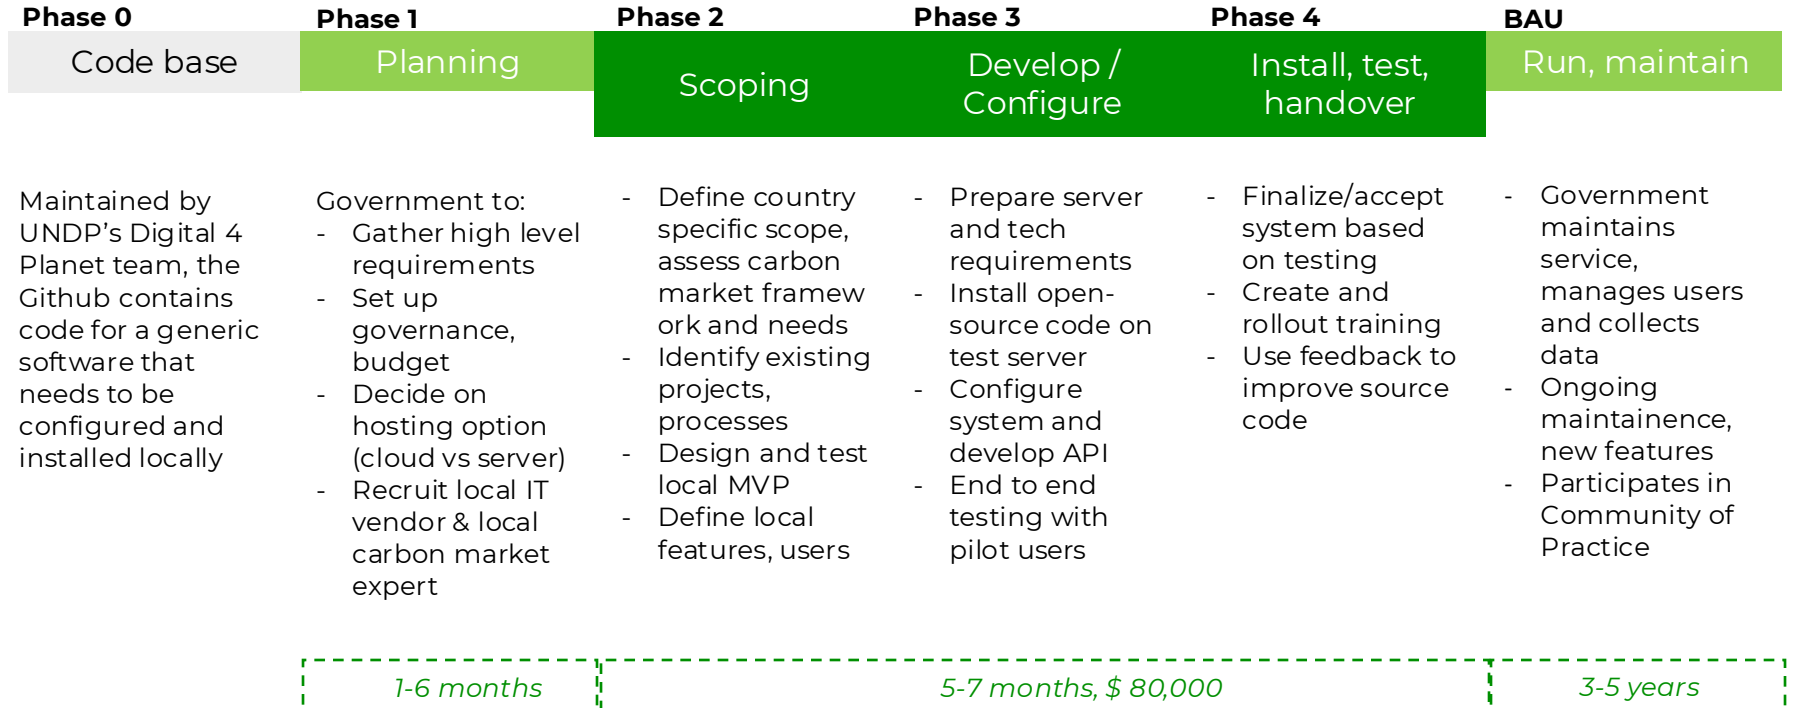 Phase 0
Code base
Maintained by
UNDP’s Digital 4
Planet team, the
Github contains
code for a generic
software that
needs to be
configured and
installed locally
Phase 1
Planning
Government to:
- Gather high level
requirements
- Set up
governance,
budget
- Decide on
hosting option
(cloud vs server)
- Recruit local IT
vendor & local
carbon market
expert
1-6 months
Phase 2
Scoping
- Define country
specific scope,
assess carbon
market framew
ork and needs
- Identify existing
projects,
processes
- Design and test
local MVP
- Define local
features, users
Phase 3
Develop /
Configure
- Prepare server
and tech
requirements
- Install open-
source code on
test server
- Configure
system and
develop API
- End to end
testing with
pilot users
Phase 4
Install, test,
handover
- Finalize/accept
system based
on testing
- Create and
rollout training
- Use feedback to
improve source
code
5-7 months, $ 80,000
BAU
Run, maintain
- Government
maintains
service,
manages users
and collects
data
- Ongoing
maintainence,
new features
- Participates in
Community of
Practice
3-5 years